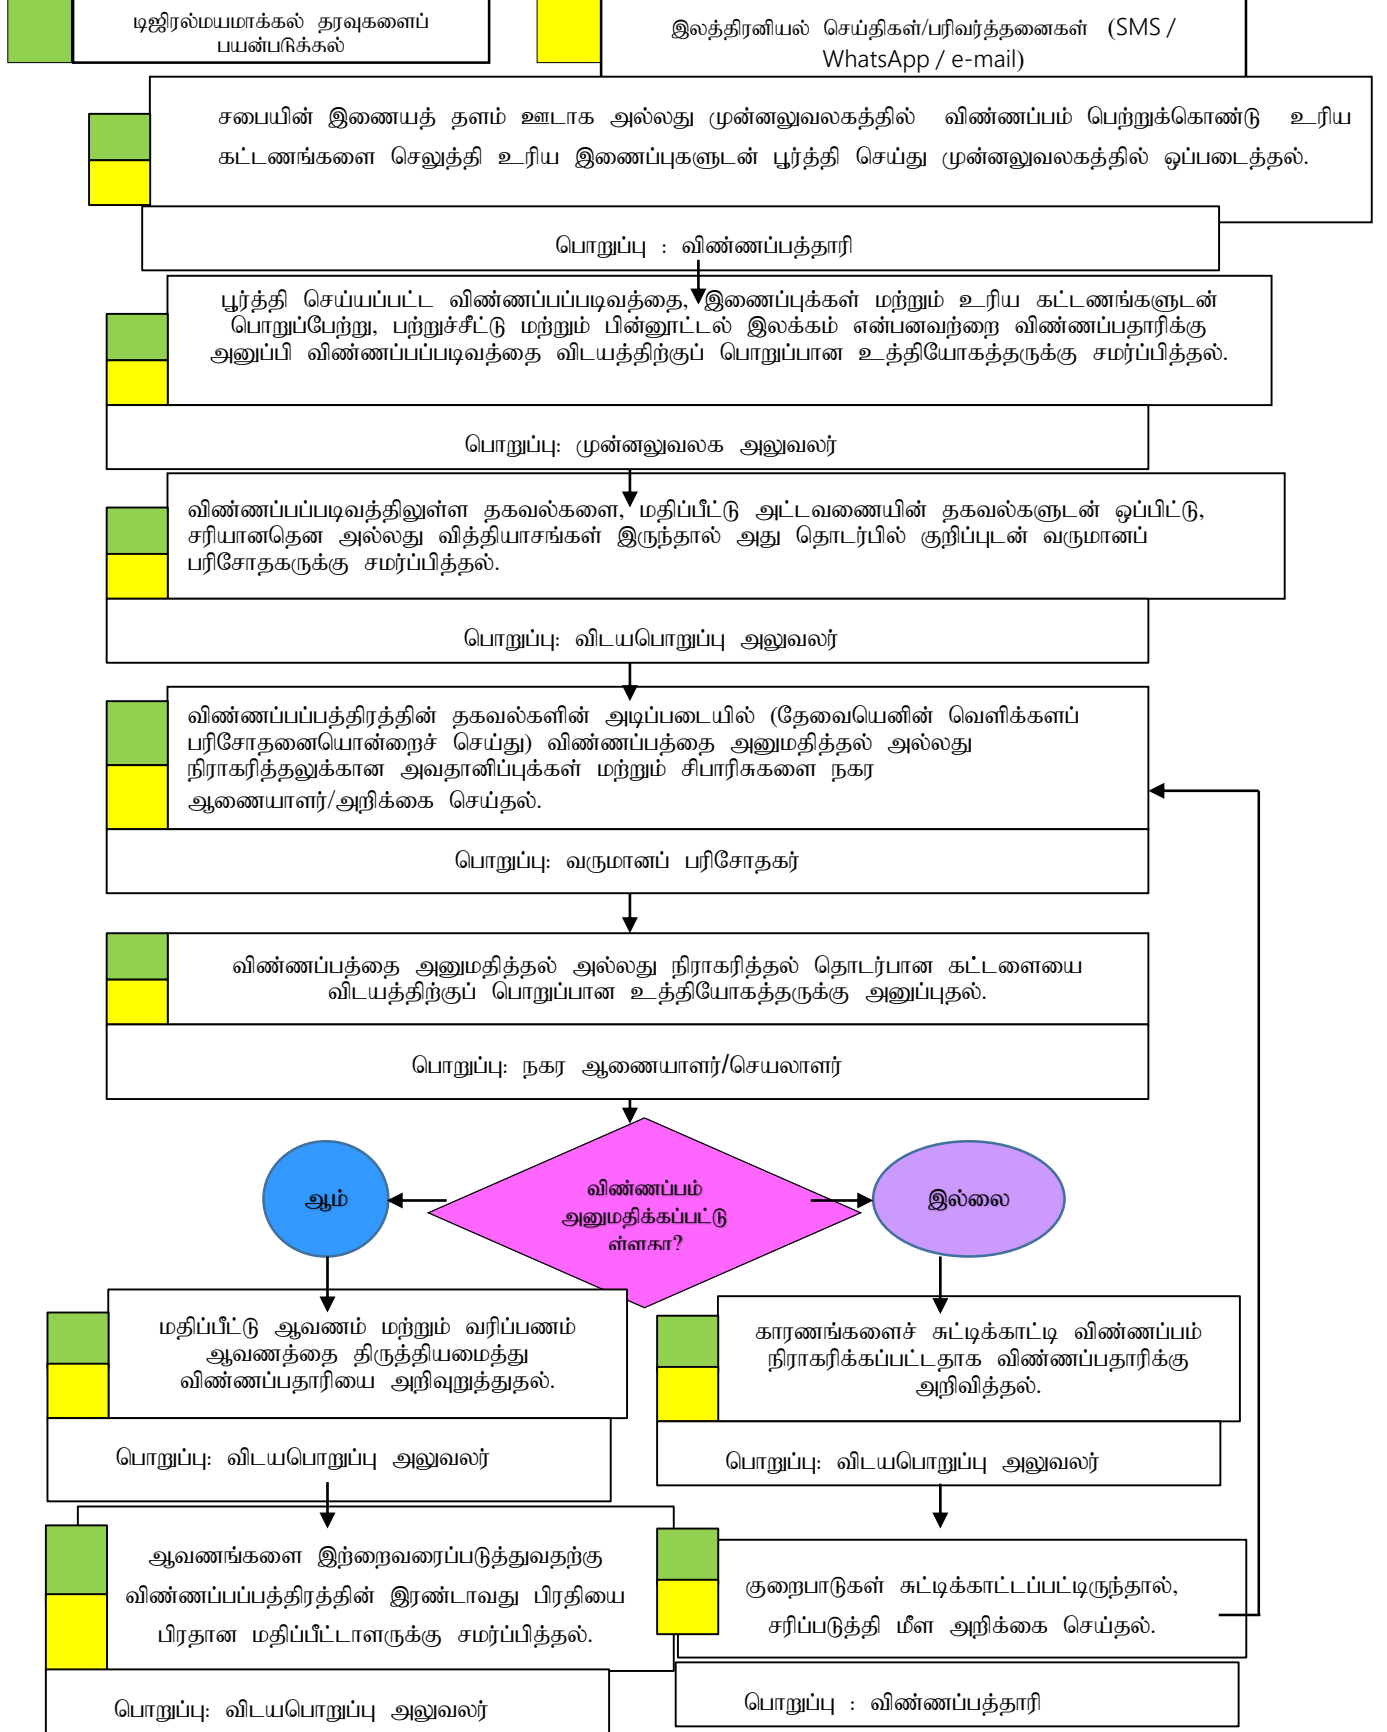 டிஜிரல்மயமாக்கல் தரவுகளைப்
பயன்படுத்தல்
இலத்திரனியல் செய்திகள்/பரிவர்த்தனைகள் (SMS /
WhatsApp / e-mail)
சபையின் இணையத் தளம் ஊடாக அல்லது முன்னலுவலகத்தில் விண்ணப்பம் பெற்றுக்கொண்டு உரிய
கட்டணங்களை செலுத்தி உரிய இணைப்புகளுடன் பூர்த்தி செய்து முன்னலுவலகத்தில் ஒப்படைத்தல்.
பொறுப்பு : விண்ணப்பத்தாரி
பூர்த்தி செய்யப்பட்ட விண்ணப்பப்படிவத்தை, இணைப்புக்கள் மற்றும் உரிய கட்டணங்களுடன்
பொறுப்பேற்று, பற்றுச்சீட்டு மற்றும் பின்னூட்டல் இலக்கம் என்பனவற்றை விண்ணப்பதாரிக்கு
அனுப்பி விண்ணப்பப்படிவத்தை விடயத்திற்குப் பொறுப்பான உத்தியோகத்தருக்கு சமர்ப்பித்தல்.
பொறுப்பு: முன்னலுவலக அலுவலர்
விண்ணப்பப்படிவத்திலுள்ள தகவல்களை, மதிப்பீட்டு அட்டவணையின் தகவல்களுடன் ஒப்பிட்டு,
சரியானதென அல்லது வித்தியாசங்கள் இருந்தால் அது தொடர்பில் குறிப்புடன் வருமானப்
பரிசோதகருக்கு சமர்ப்பித்தல்.
பொறுப்பு: விடயபொறுப்பு அலுவலர்
விண்ணப்பப்பத்திரத்தின் தகவல்களின் அடிப்படையில் (தேவையெனின் வெளிக்களப்
பரிசோதனையொன்றைச் செய்து) விண்ணப்பத்தை அனுமதித்தல் அல்லது
நிராகரித்தலுக்கான அவதானிப்புக்கள் மற்றும் சிபாரிசுகளை நகர
ஆணையாளர்/அறிக்கை செய்தல்.
பொறுப்பு: வருமானப் பரிசோதகர்
விண்ணப்பத்தை அனுமதித்தல் அல்லது நிராகரித்தல் தொடர்பான கட்டளையை
விடயத்திற்குப் பொறுப்பான உத்தியோகத்தருக்கு அனுப்புதல்.
பொறுப்பு: நகர ஆணையாளர்/செயலாளர்
விண்ணப்பம்
அனுமதிக்கப்பட்டு
ள்ளதா?
ஆம்
இல்லை
மதிப்பீட்டு ஆவணம் மற்றும் வரிப்பணம்
ஆவணத்தை திருத்தியமைத்து
விண்ணப்பதாரியை அறிவுறுத்துதல்.
பொறுப்பு: விடயபொறுப்பு அலுவலர்
காரணங்களைச் சுட்டிக்காட்டி விண்ணப்பம்
நிராகரிக்கப்பட்டதாக விண்ணப்பதாரிக்கு
அறிவித்தல்.
பொறுப்பு: விடயபொறுப்பு அலுவலர்
ஆவணங்களை இற்றைவரைப்படுத்துவதற்கு
விண்ணப்பப்பத்திரத்தின் இரண்டாவது பிரதியை
பிரதான மதிப்பீட்டாளருக்கு சமர்ப்பித்தல்.
பொறுப்பு: விடயபொறுப்பு அலுவலர்
குறைபாடுகள் சுட்டிக்காட்டப்பட்டிருந்தால்,
சரிப்படுத்தி மீள அறிக்கை செய்தல்.
பொறுப்பு : விண்ணப்பத்தாரி